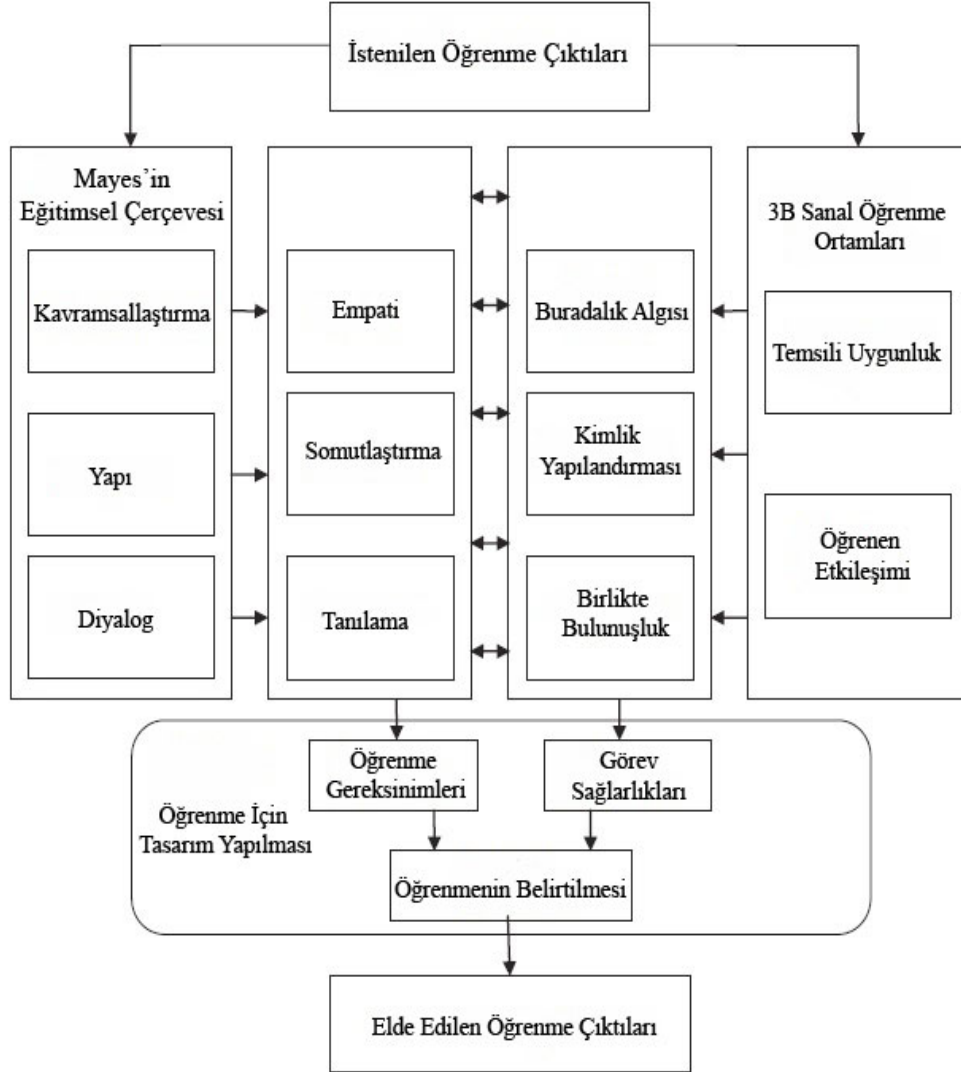 İstenilen Öğrenme Çıktıları
Mayes’in
Eğitimsel Çerçevesi
Kavramsallaştırma
Yapı
Diyalog
Empati
Somutlaştırma
Tanılama
Buradalık Algısı
Kimlik
Yapılandırması
Birlikte
Bulunuşluk
3B Sanal Öğrenme
Ortamları
Temsili Uygunluk
Öğrenen
Etkileşimi
Öğrenme İçin
Tasarım Yapılması
Öğrenme
Gereksinimleri
Görev
Sağlarlıkları
Öğrenmenin Belirtilmesi
Elde Edilen Öğrenme Çıktıları